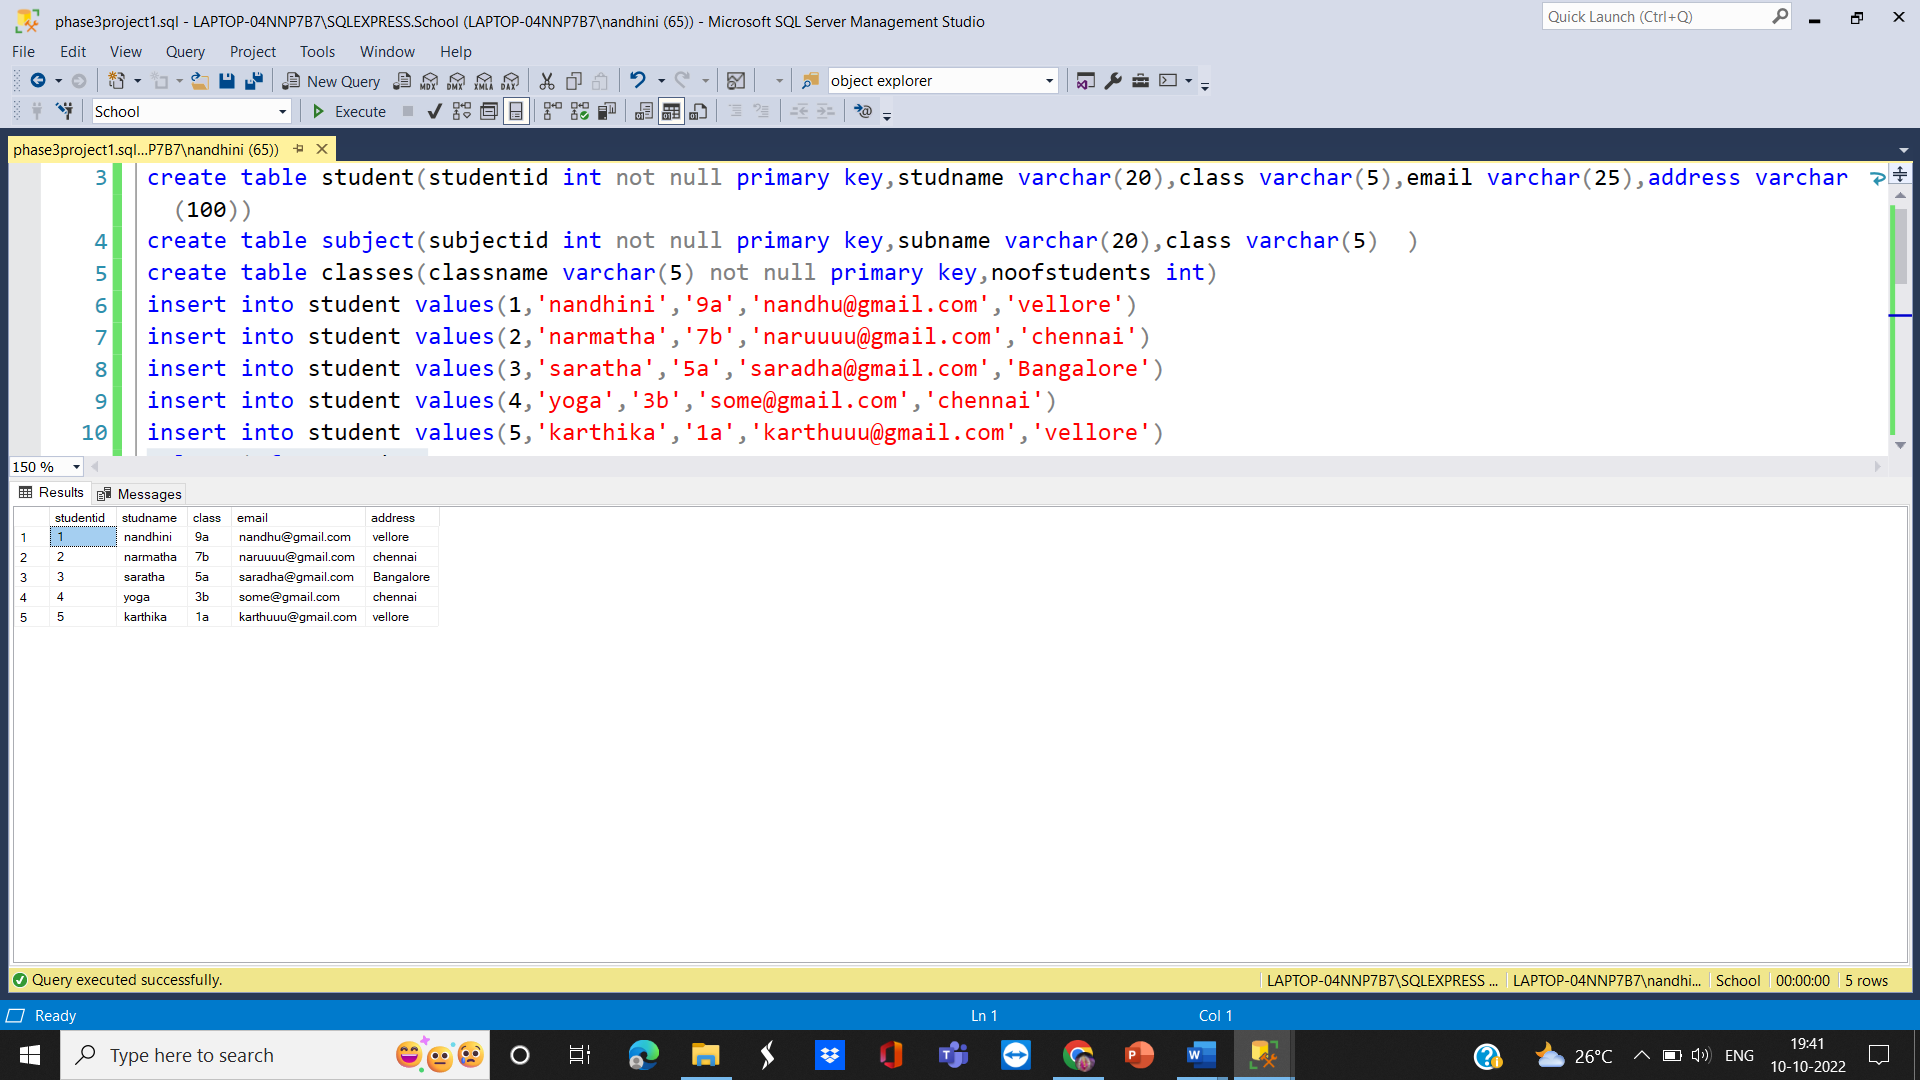 phase3project1.sql - LAPTOP-04NNP7B7\SQLEXPRESS.School (LAPTOP-04NNP7B7\nandhini (65)) - Microsoft SQL Server Management Studio
Quick Launch (Ctrl+Q)
File Edit View Query Project Tools Window Help
New Query MDX DMX XMLA DAX object explorer
School Execute
phase3project1.sql...P7B7\nandhini (65))
3 create table student(studentid int not null primary key,studname varchar(20),class varchar(5),email varchar(25),address varchar
(100))
4 create table subject(subjectid int not null primary key,subname varchar(20),class varchar(5)  )
5 create table classes(classname varchar(5) not null primary key,noofstudents int)
6 insert into student values(1,'nandhini','9a','nandhu@gmail.com','vellore')
7 insert into student values(2,'narmatha','7b','naruuuu@gmail.com','chennai')
8 insert into student values(3,'saratha','5a','saradha@gmail.com','Bangalore')
9 insert into student values(4,'yoga','3b','some@gmail.com','chennai')
10 insert into student values(5,'karthika','1a','karthuuu@gmail.com','vellore')
150 %
Results Messages
studentid studname class email address
1 1 nandhini 9a nandhu@gmail.com vellore
2 2 narmatha 7b naruuuu@gmail.com chennai
3 3 saratha 5a saradha@gmail.com Bangalore
4 4 yoga 3b some@gmail.com chennai
5 5 karthika 1a karthuuu@gmail.com vellore
Query executed successfully. LAPTOP-04NNP7B7\SQLEXPRESS ... LAPTOP-04NNP7B7\nandhi... School 00:00:00 5 rows
Ready Ln 1 Col 1
Type here to search 26°C ENG 19:41
10-10-2022